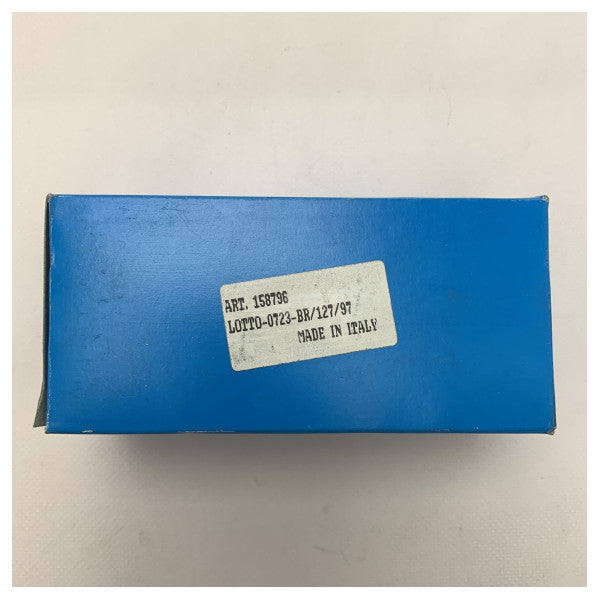 ART. 158796
LOTTO-0723-BR/127/97
MADE IN ITALY